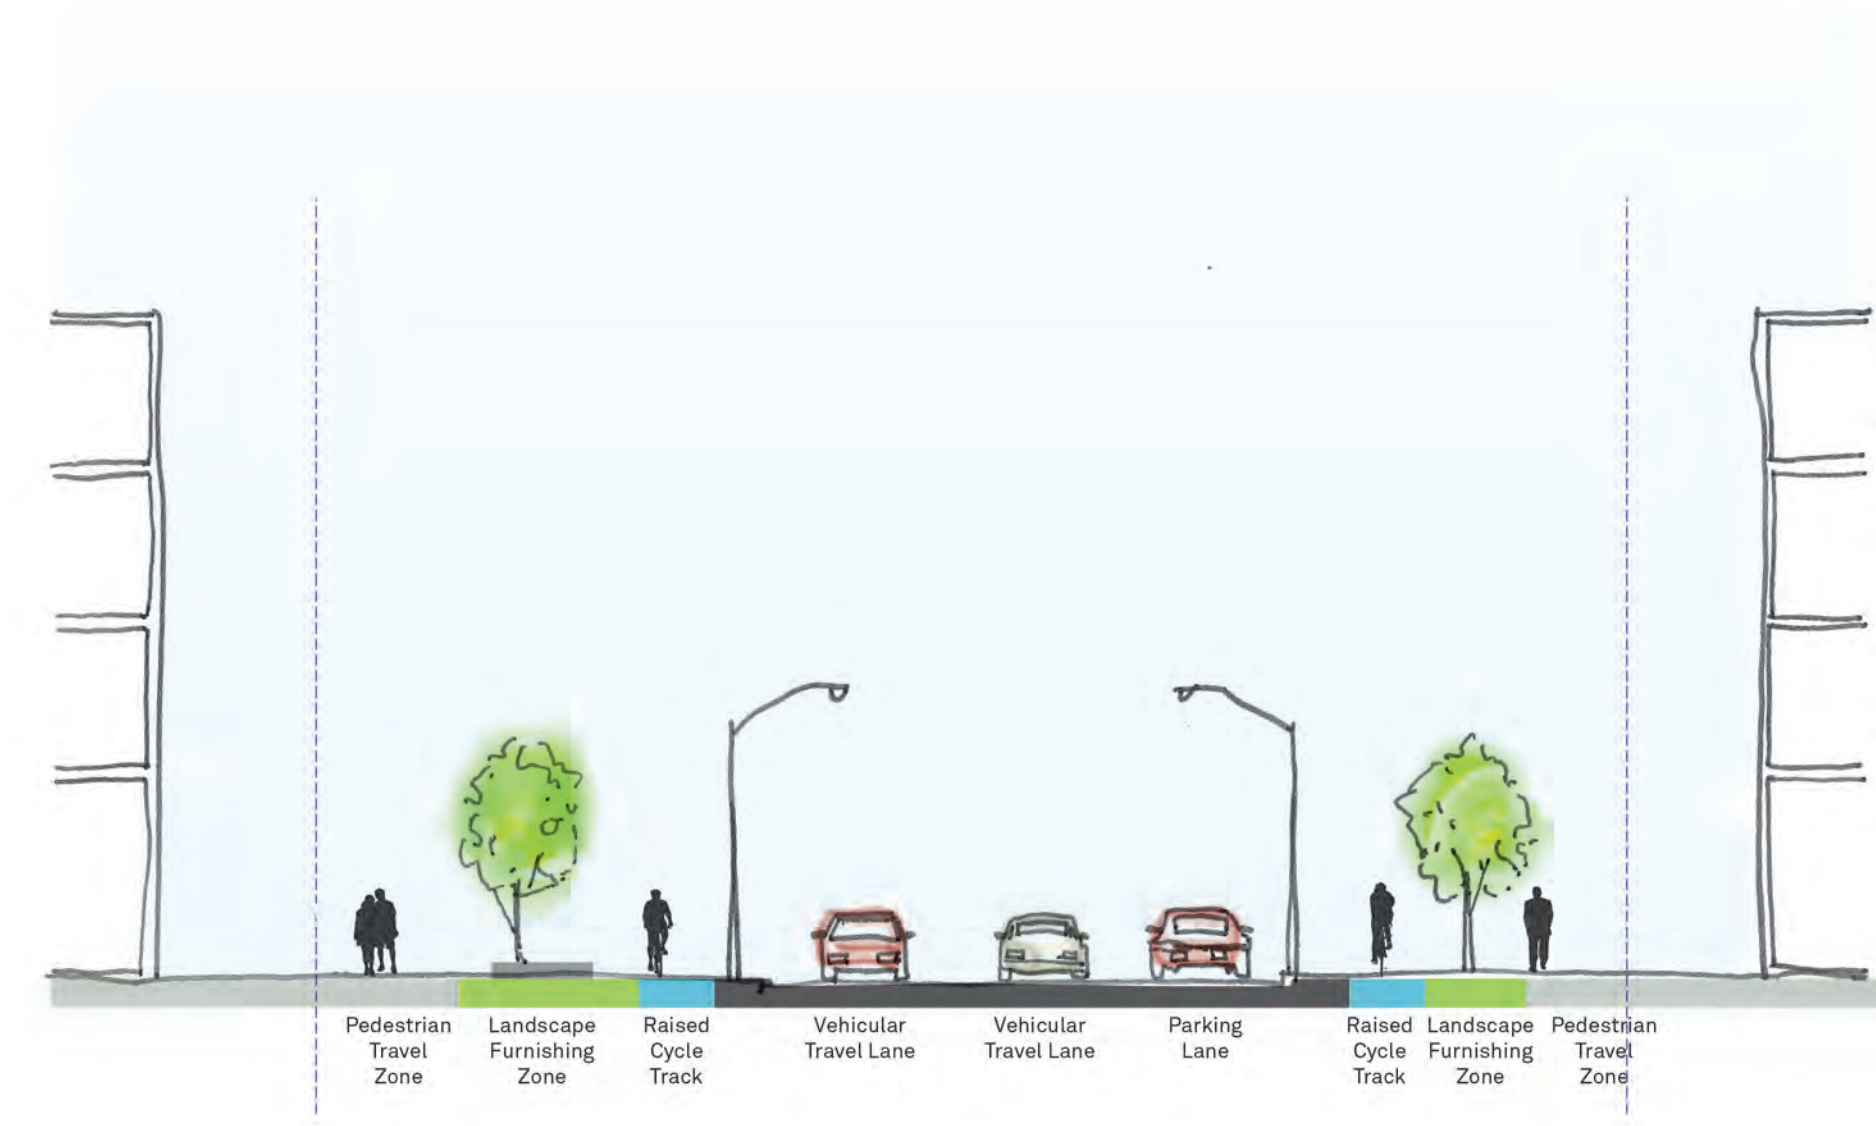 Pedestrian
Travel
Zone
Landscape
Furnishing
Zone
Raised
Cycle
Track
Vehicular
Travel Lane
Vehicular
Travel Lane
Parking
Lane
Raised
Cycle
Track
Landscape
Furnishing
Zone
Pedestrian
Travel
Zone